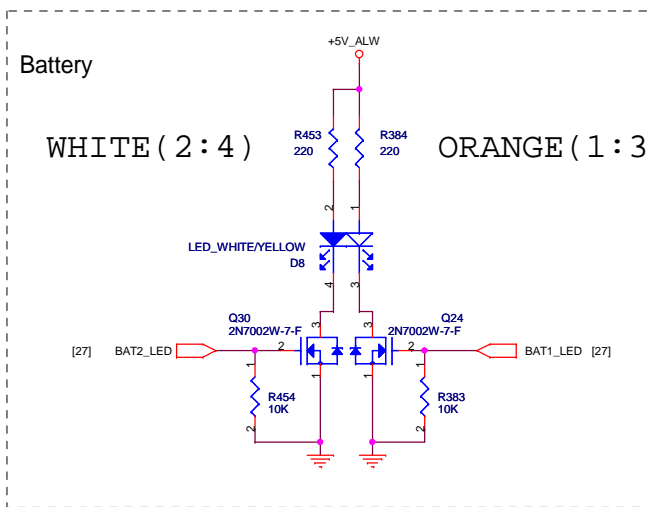 +5V_ALW
Battery
WHITE(2:4)
R453
220
R384
220
ORANGE(1:3
2
1
LED_WHITE/YELLOW
D8
4
3
Q30
2N7002W-7-F
Q24
2N7002W-7-F
3
3
[27] BAT2_LED
2
2
BAT1_LED [27]
1
1
1
1
R454
10K
R383
10K
2
2